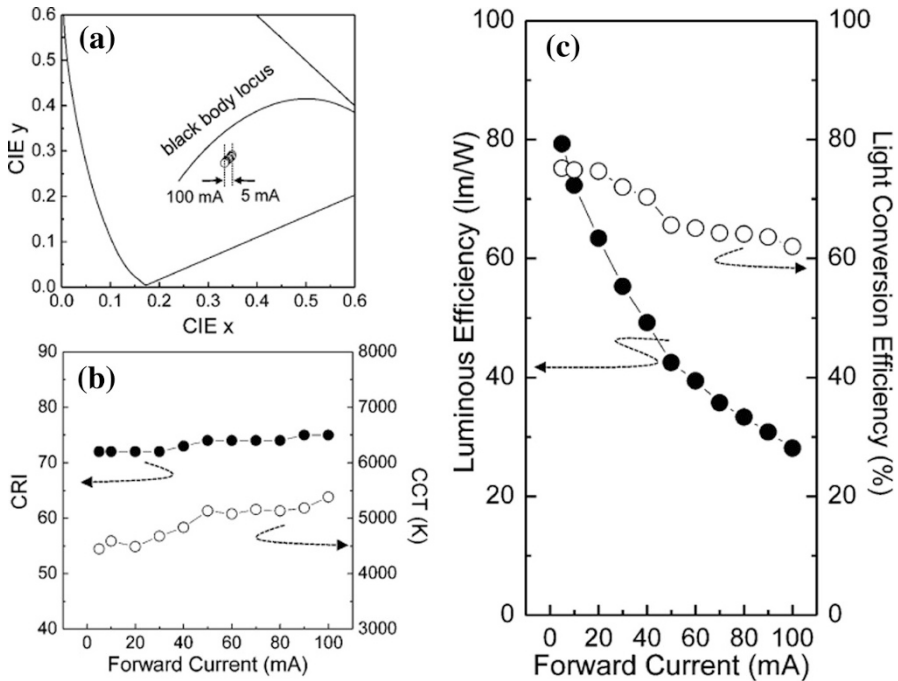 (a)
0.6
0.5
0.4
0.3
0.2
0.1
0.0
CIE y
black body locus
100 mA
5 mA
0.0 0.1 0.2 0.3 0.4 0.5 0.6
CIE x
(b)
90
80
70
60
50
40
CRI
8000
7000
6000
5000
4000
3000
CCT (K)
0 20 40 60 80 100
Forward Current (mA)
(c)
100
80
60
40
20
0
Luminous Efficiency (lm/W)
100
80
60
40
20
0
Light Conversion Efficiency (%)
0 20 40 60 80 100
Forward Current (mA)